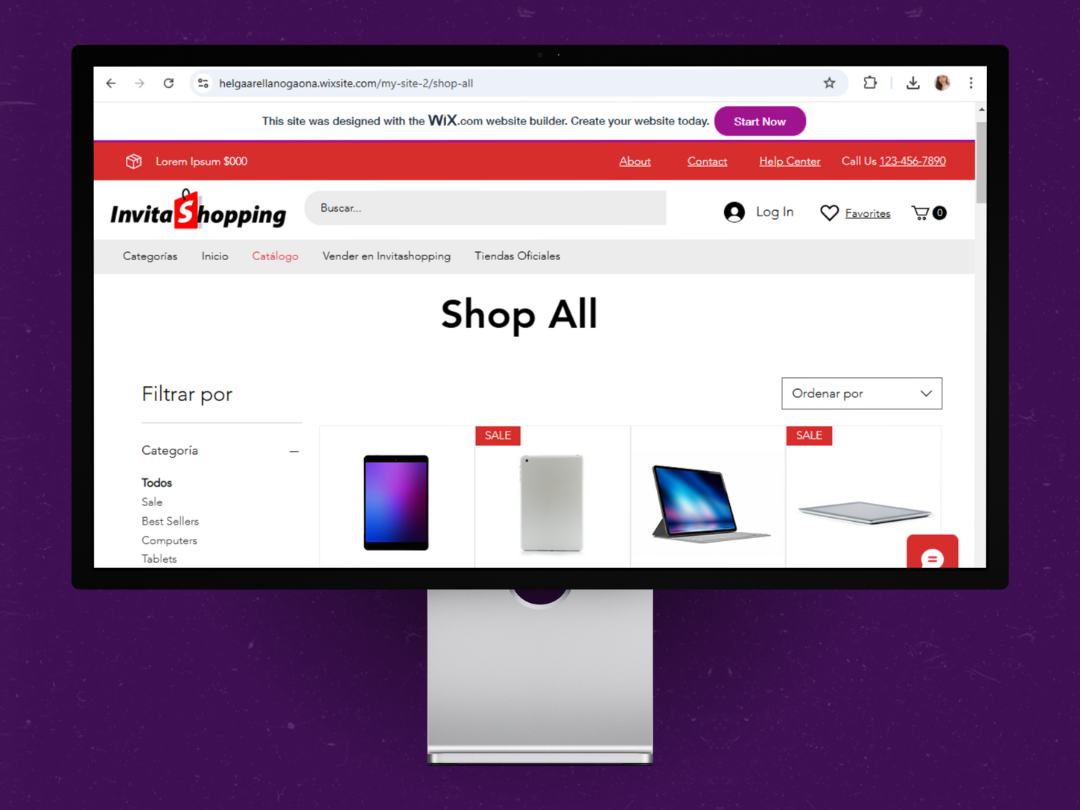 helgaarellanogaona.wixsite.com/my-site-2/shop-all
This site was designed with the WiX.com website builder. Create your website today. Start Now
Lorem Ipsum $000 About Contact Help Center Call Us 123-456-7890
InvitaShopping Buscar... Log In Favorites 0
Categorías Inicio Catálogo Vender en Invitashopping Tiendas Oficiales
Shop All
Filtrar por Ordenar por
SALE SALE
Categoría
Todos
Sale
Best Sellers
Computers
Tablets